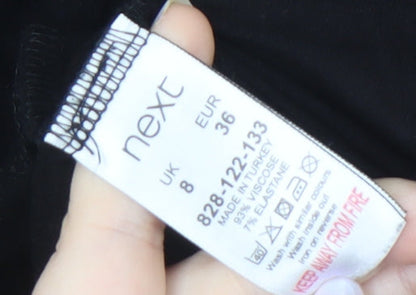 next
UK EUR
8 36
828-122-133
MADE IN TURKEY
93% VISCOSE
7% ELASTANE
40
Wash with similar colours
Wash inside out
Iron on reverse
KEEP AWAY FROM FIRE